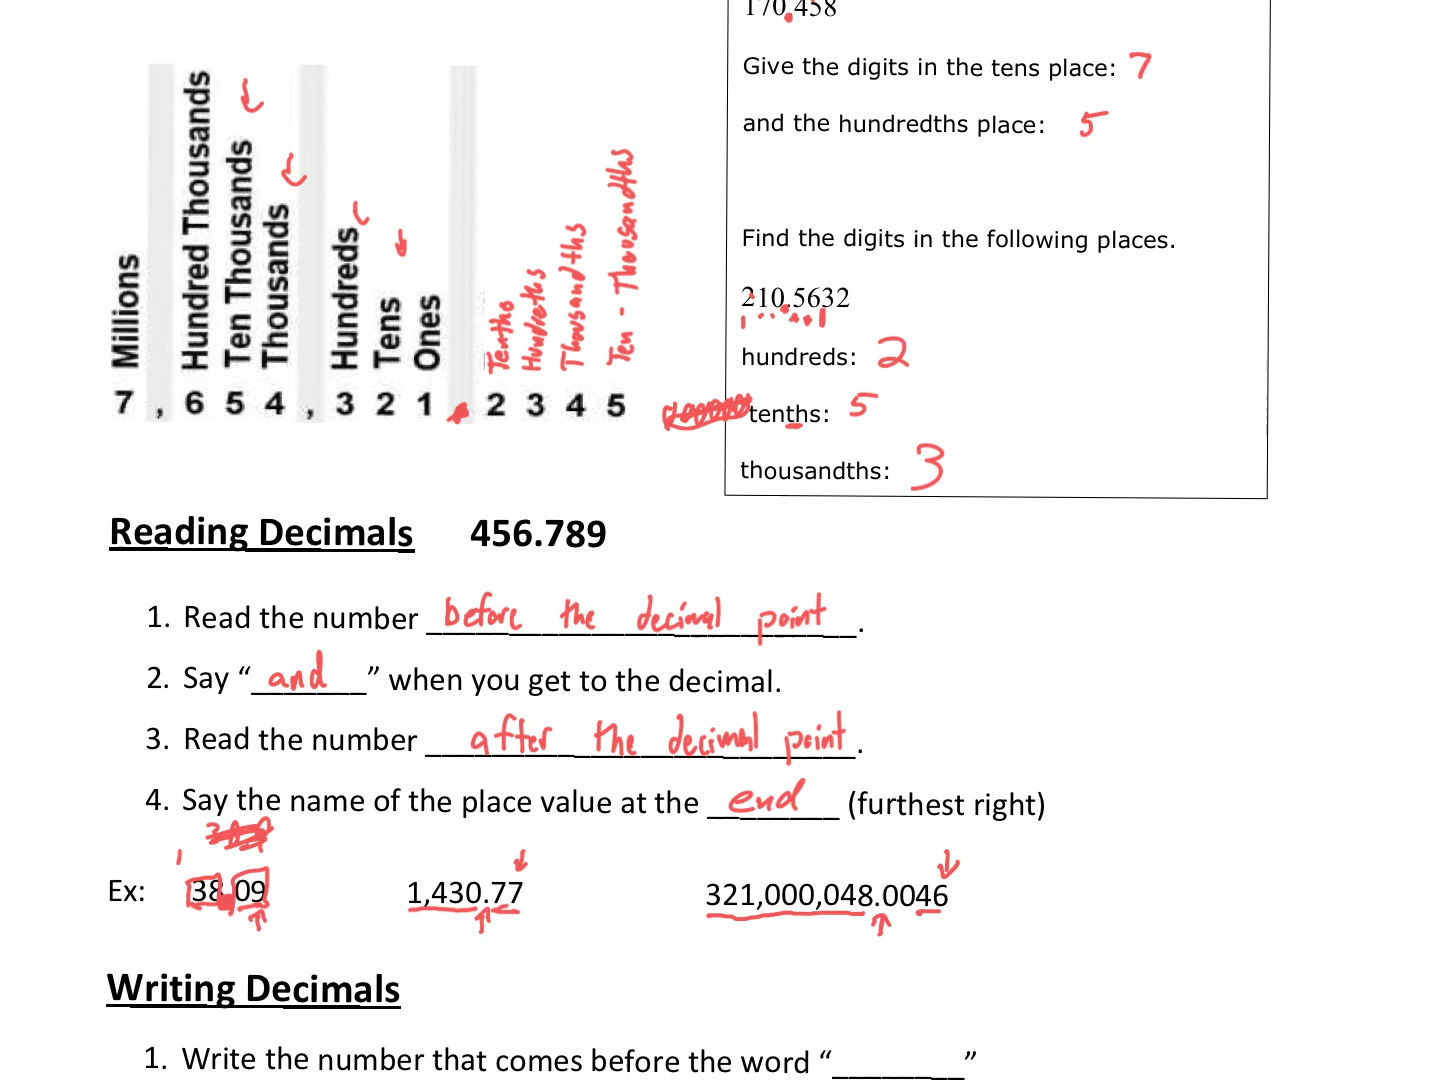 Millions
Hundred Thousands
Ten Thousands
Thousands
Hundreds
Tens
Ones
Tenths
Hundreths
Thousandths
Ten - Thousandths
7 , 6 5 4 , 3 2 1 . 2 3 4 5
170.458
Give the digits in the tens place: 7
and the hundredths place: 5
Find the digits in the following places.
210.5632
hundreds: 2
tenths: 5
thousandths: 3
Reading Decimals 456.789
1. Read the number before the decimal point.
2. Say “and” when you get to the decimal.
3. Read the number after the decimal point.
4. Say the name of the place value at the end (furthest right)
Ex: 38.09 1,430.77 321,000,048.0046
Writing Decimals
1. Write the number that comes before the word “________”